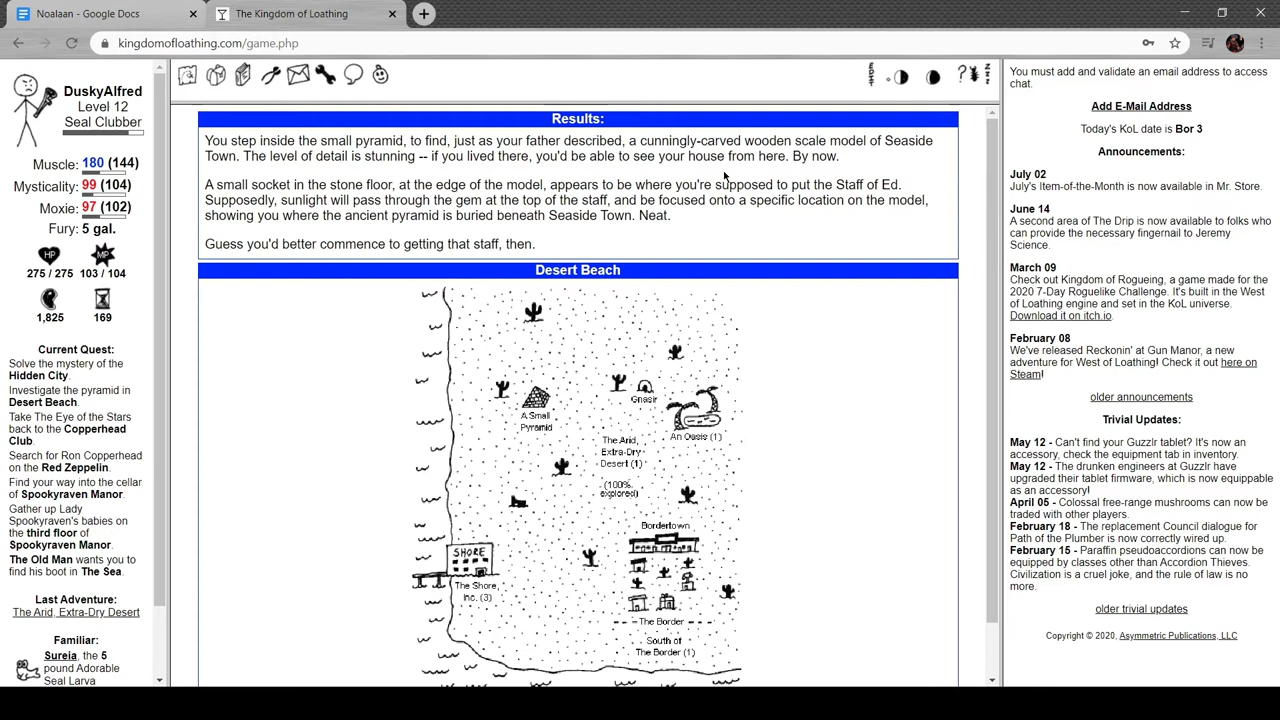 Noalaan - Google Docs
The Kingdom of Loathing
kingdomofloathing.com/game.php
DuskyAlfred
Level 12
Seal Clubber
Muscle: 180 (144)
Mysticality: 99 (104)
Moxie: 97 (102)
Fury: 5 gal.
HP
MP
275 / 275
103 / 104
1,825
169
Current Quest:
Solve the mystery of the
Hidden City.
Investigate the pyramid in
Desert Beach.
Take The Eye of the Stars
back to the Copperhead
Club.
Search for Ron Copperhead
on the Red Zeppelin.
Find your way into the cellar
of Spookyraven Manor.
Gather up Lady
Spookyraven's babies on
the third floor of
Spookyraven Manor.
The Old Man wants you to
find his boot in The Sea.
Last Adventure:
The Arid, Extra-Dry Desert
Familiar:
Sureia, the 5
pound Adorable
Seal Larva
Results:
You step inside the small pyramid, to find, just as your father described, a cunningly-carved wooden scale model of Seaside
Town. The level of detail is stunning -- if you lived there, you'd be able to see your house from here. By now.
A small socket in the stone floor, at the edge of the model, appears to be where you're supposed to put the Staff of Ed.
Supposedly, sunlight will pass through the gem at the top of the staff, and be focused onto a specific location on the model,
showing you where the ancient pyramid is buried beneath Seaside Town. Neat.
Guess you'd better commence to getting that staff, then.
Desert Beach
Gnasir
A Small
Pyramid
An Oasis (1)
The Arid,
Extra-Dry
Desert (1)
(100%
explored)
Bordertown
SHORE
The Shore,
Inc. (3)
The Border
South of
The Border (1)
You must add and validate an email address to access
chat.
Add E-Mail Address
Today's KoL date is Bor 3
Announcements:
July 02
July's Item-of-the-Month is now available in Mr. Store.
June 14
A second area of The Drip is now available to folks who
can provide the necessary fingernail to Jeremy
Science.
March 09
Check out Kingdom of Rogueing, a game made for the
2020 7-Day Roguelike Challenge. It's built in the West
of Loathing engine and set in the KoL universe.
Download it on itch.io.
February 08
We've released Reckonin' at Gun Manor, a new
adventure for West of Loathing! Check it out here on
Steam!
older announcements
Trivial Updates:
May 12 - Can't find your Guzzlr tablet? It's now an
accessory, check the equipment tab in inventory.
May 12 - The drunken engineers at Guzzlr have
upgraded their tablet firmware, which is now equippable
as an accessory!
April 05 - Colossal free-range mushrooms can now be
traded with other players.
February 18 - The replacement Council dialogue for
Path of the Plumber is now correctly wired up.
February 15 - Paraffin pseudoaccordions can now be
equipped by classes other than Accordion Thieves.
Civilization is a cruel joke, and the rule of law is no
more.
older trivial updates
Copyright © 2020, Asymmetric Publications, LLC